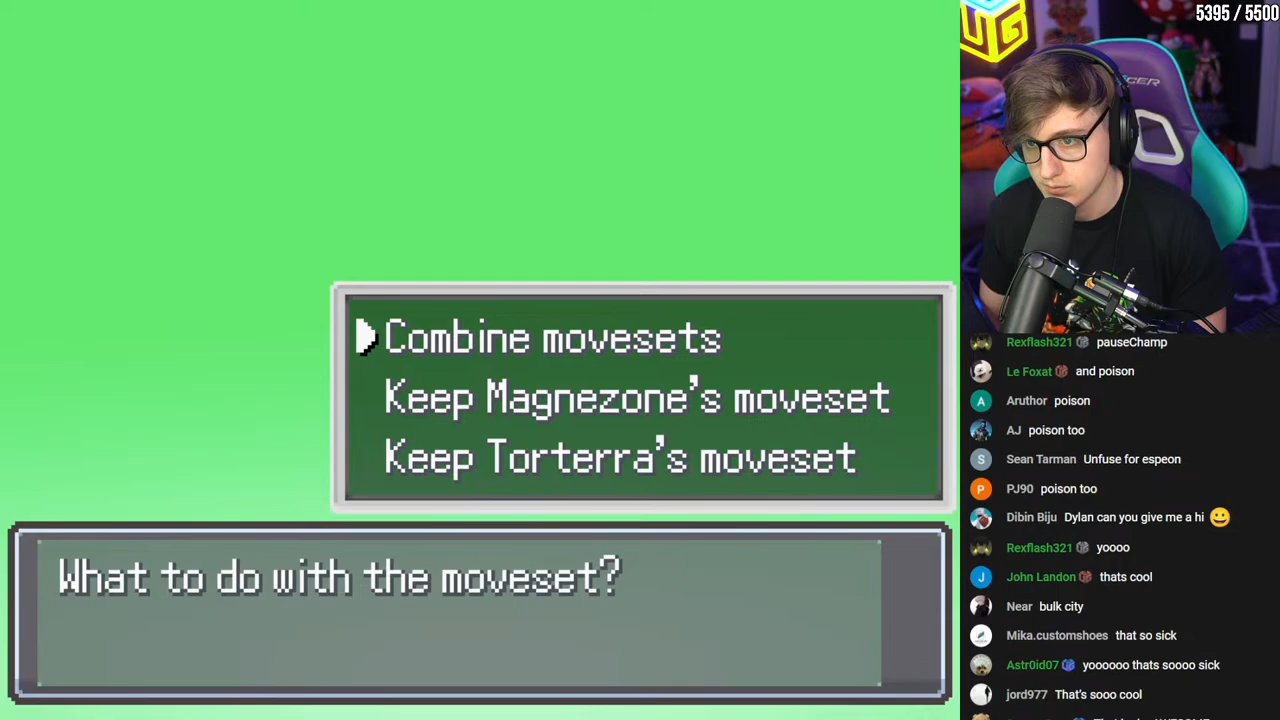 5395 / 5500
UG
CER
Combine movesets
Keep Magnezone's moveset
Keep Torterra's moveset
What to do with the moveset?
Rexflash321 pauseChamp
Le Foxat and poison
A Aruthor poison
AJ poison too
S Sean Tarman Unfuse for espeon
P PJ90 poison too
Dibin Biju Dylan can you give me a hi 😀
Rexflash321 yoooo
J John Landon thats cool
Near bulk city
Mika.customshoes that so sick
Astr0id07 yoooooo thats soooo sick
jord977 That's sooo cool